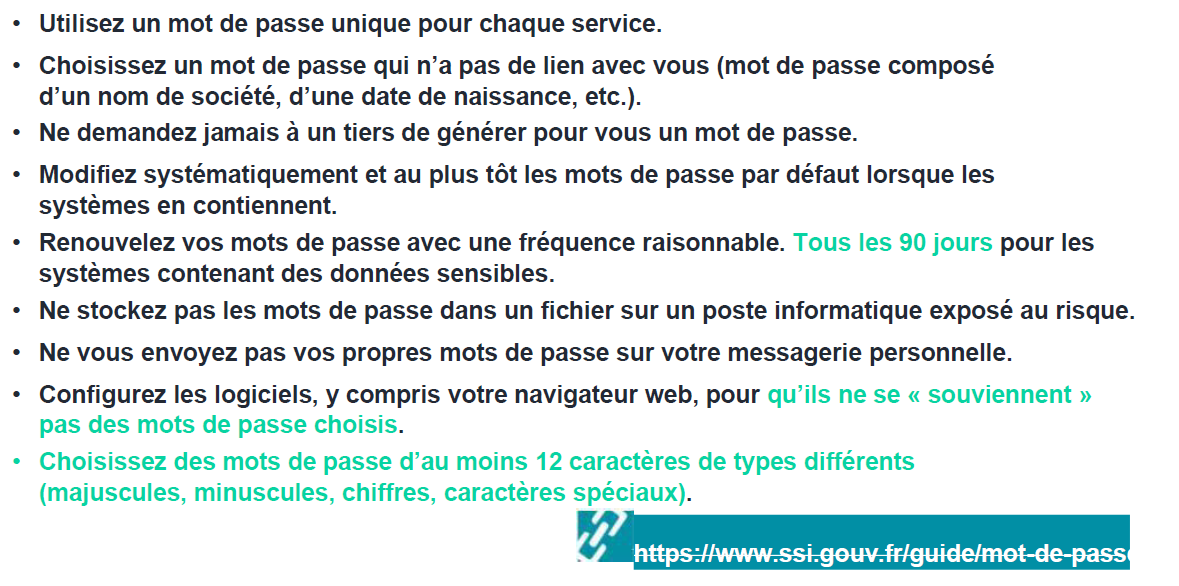 • Utilisez un mot de passe unique pour chaque service.
• Choisissez un mot de passe qui n’a pas de lien avec vous (mot de passe composé
d’un nom de société, d’une date de naissance, etc.).
• Ne demandez jamais à un tiers de générer pour vous un mot de passe.
• Modifiez systématiquement et au plus tôt les mots de passe par défaut lorsque les
systèmes en contiennent.
• Renouvelez vos mots de passe avec une fréquence raisonnable. Tous les 90 jours pour les
systèmes contenant des données sensibles.
• Ne stockez pas les mots de passe dans un fichier sur un poste informatique exposé au risque.
• Ne vous envoyez pas vos propres mots de passe sur votre messagerie personnelle.
• Configurez les logiciels, y compris votre navigateur web, pour qu’ils ne se « souviennent »
pas des mots de passe choisis.
• Choisissez des mots de passe d’au moins 12 caractères de types différents
(majuscules, minuscules, chiffres, caractères spéciaux).
https://www.ssi.gouv.fr/guide/mot-de-passe